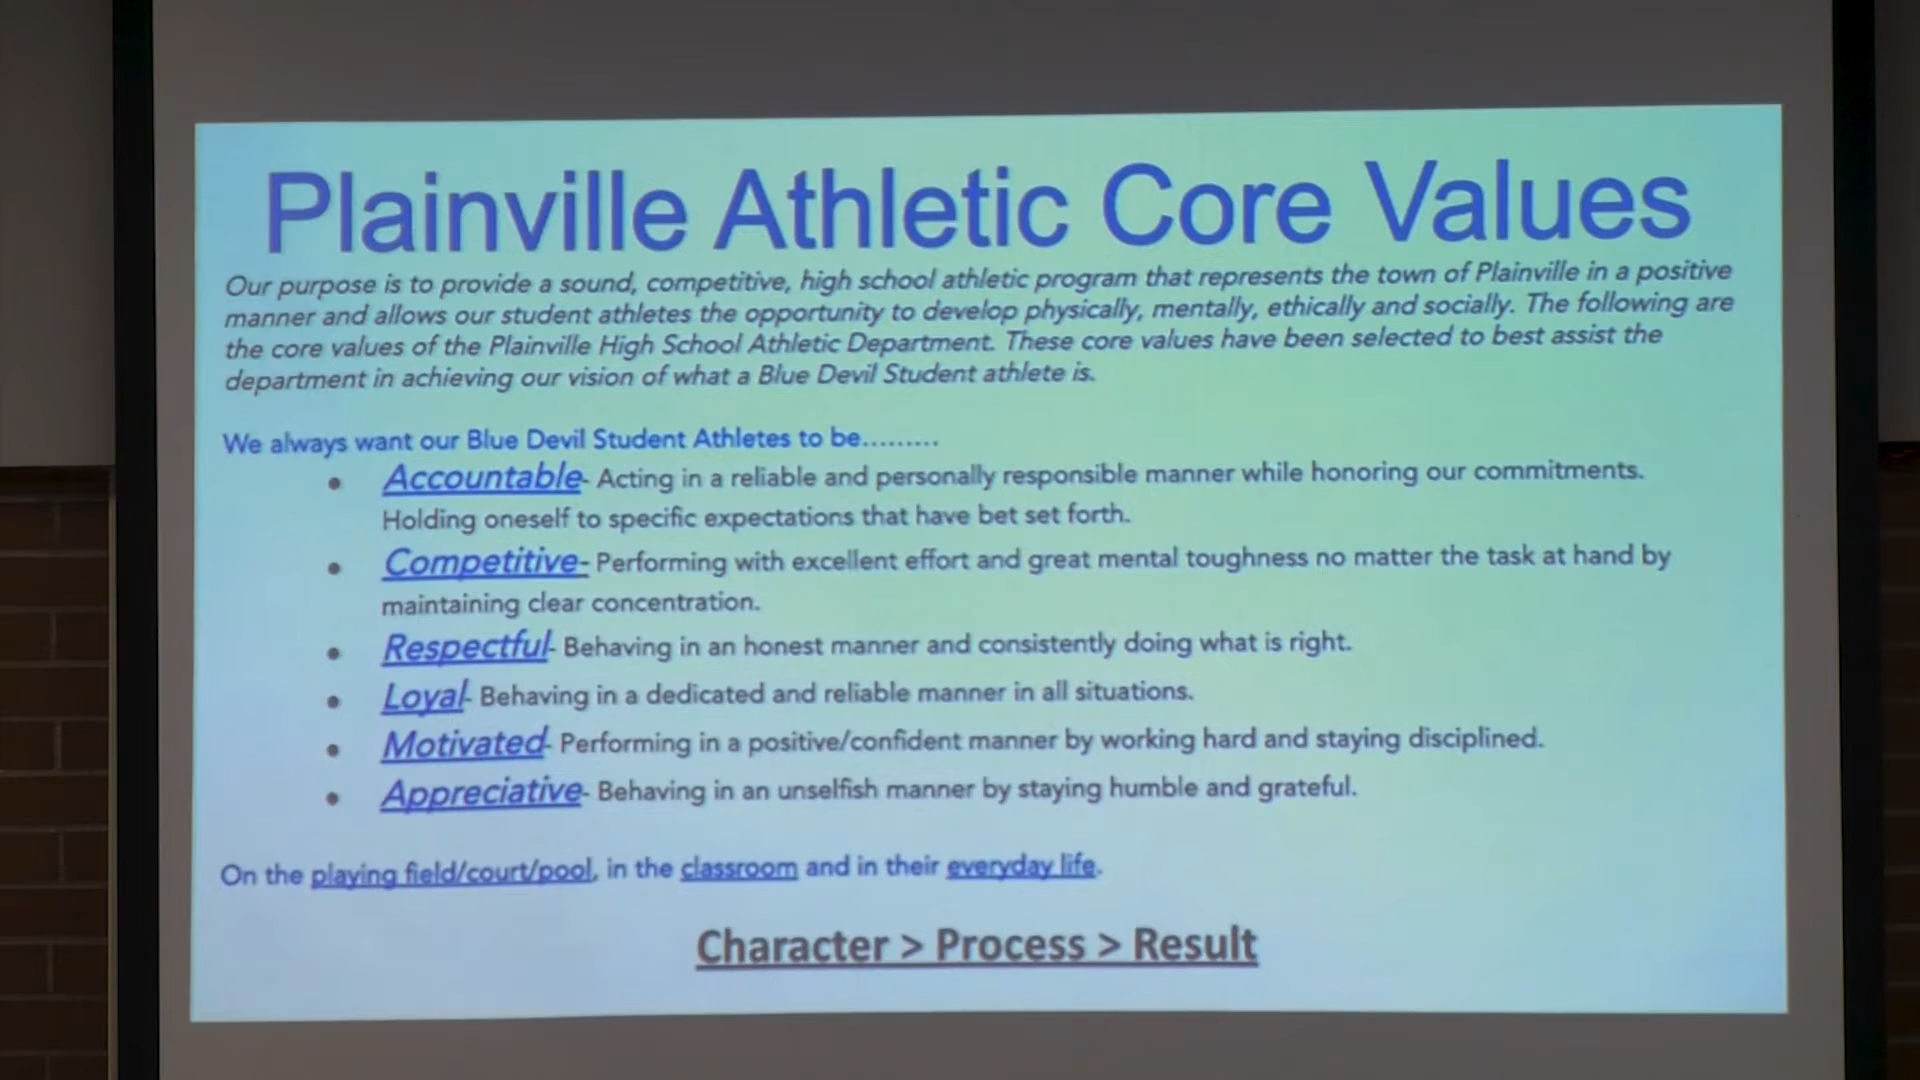 Plainville Athletic Core Values
Our purpose is to provide a sound, competitive, high school athletic program that represents the town of Plainville in a positive
manner and allows our student athletes the opportunity to develop physically, mentally, ethically and socially. The following are
the core values of the Plainville High School Athletic Department. These core values have been selected to best assist the
department in achieving our vision of what a Blue Devil Student athlete is.
We always want our Blue Devil Student Athletes to be.........
• Accountable- Acting in a reliable and personally responsible manner while honoring our commitments.
Holding oneself to specific expectations that have bet set forth.
• Competitive- Performing with excellent effort and great mental toughness no matter the task at hand by
maintaining clear concentration.
• Respectful- Behaving in an honest manner and consistently doing what is right.
• Loyal- Behaving in a dedicated and reliable manner in all situations.
• Motivated- Performing in a positive/confident manner by working hard and staying disciplined.
• Appreciative- Behaving in an unselfish manner by staying humble and grateful.
On the playing field/court/pool, in the classroom and in their everyday life.
Character > Process > Result